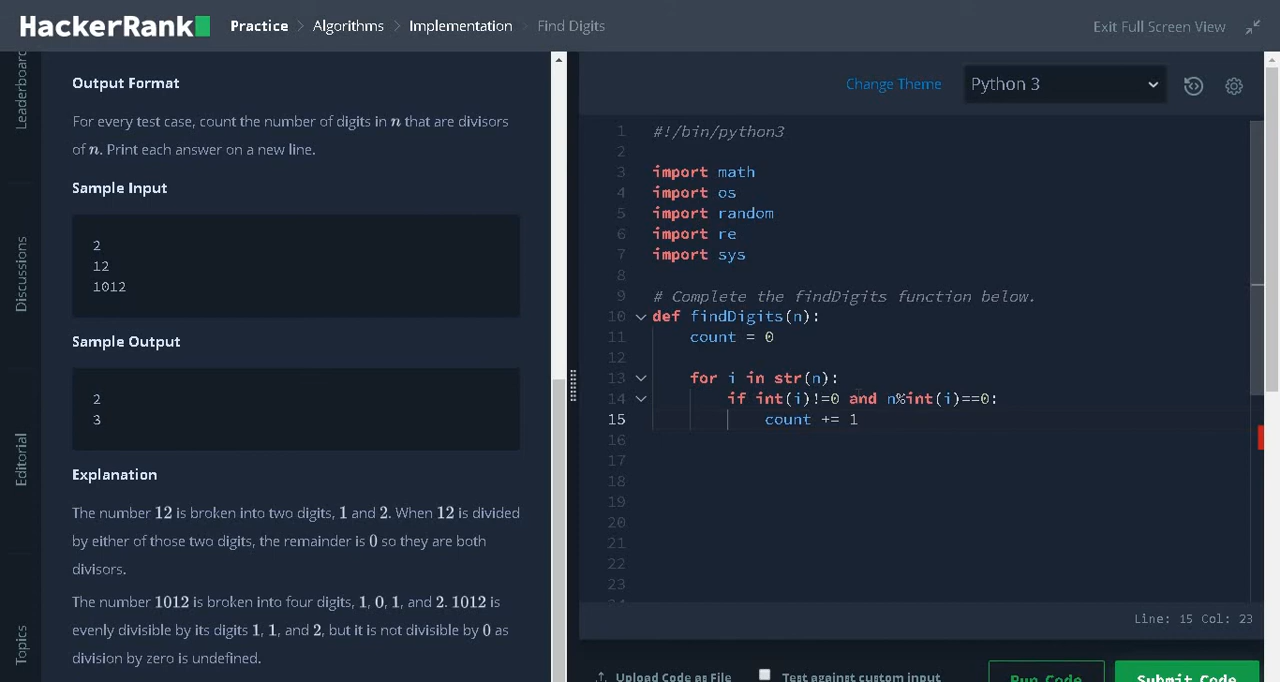 HackerRank Practice > Algorithms > Implementation > Find Digits Exit Full Screen View
Leaderboard
Discussions
Editorial
Topics
Output Format
For every test case, count the number of digits in n that are divisors
of n. Print each answer on a new line.
Sample Input
2
12
1012
Sample Output
2
3
Explanation
The number 12 is broken into two digits, 1 and 2. When 12 is divided
by either of those two digits, the remainder is 0 so they are both
divisors.
The number 1012 is broken into four digits, 1, 0, 1, and 2. 1012 is
evenly divisible by its digits 1, 1, and 2, but it is not divisible by 0 as
division by zero is undefined.
Change Theme Python 3
1 #!/bin/python3
2
3 import math
4 import os
5 import random
6 import re
7 import sys
8
9 # Complete the findDigits function below.
10 def findDigits(n):
11 count = 0
12
13 for i in str(n):
14 if int(i)!=0 and n%int(i)==0:
15 count += 1
16
17
18
19
20
21
22
23
24
Line: 15 Col: 23
Upload Code as File Test against custom input Run Code Submit Code